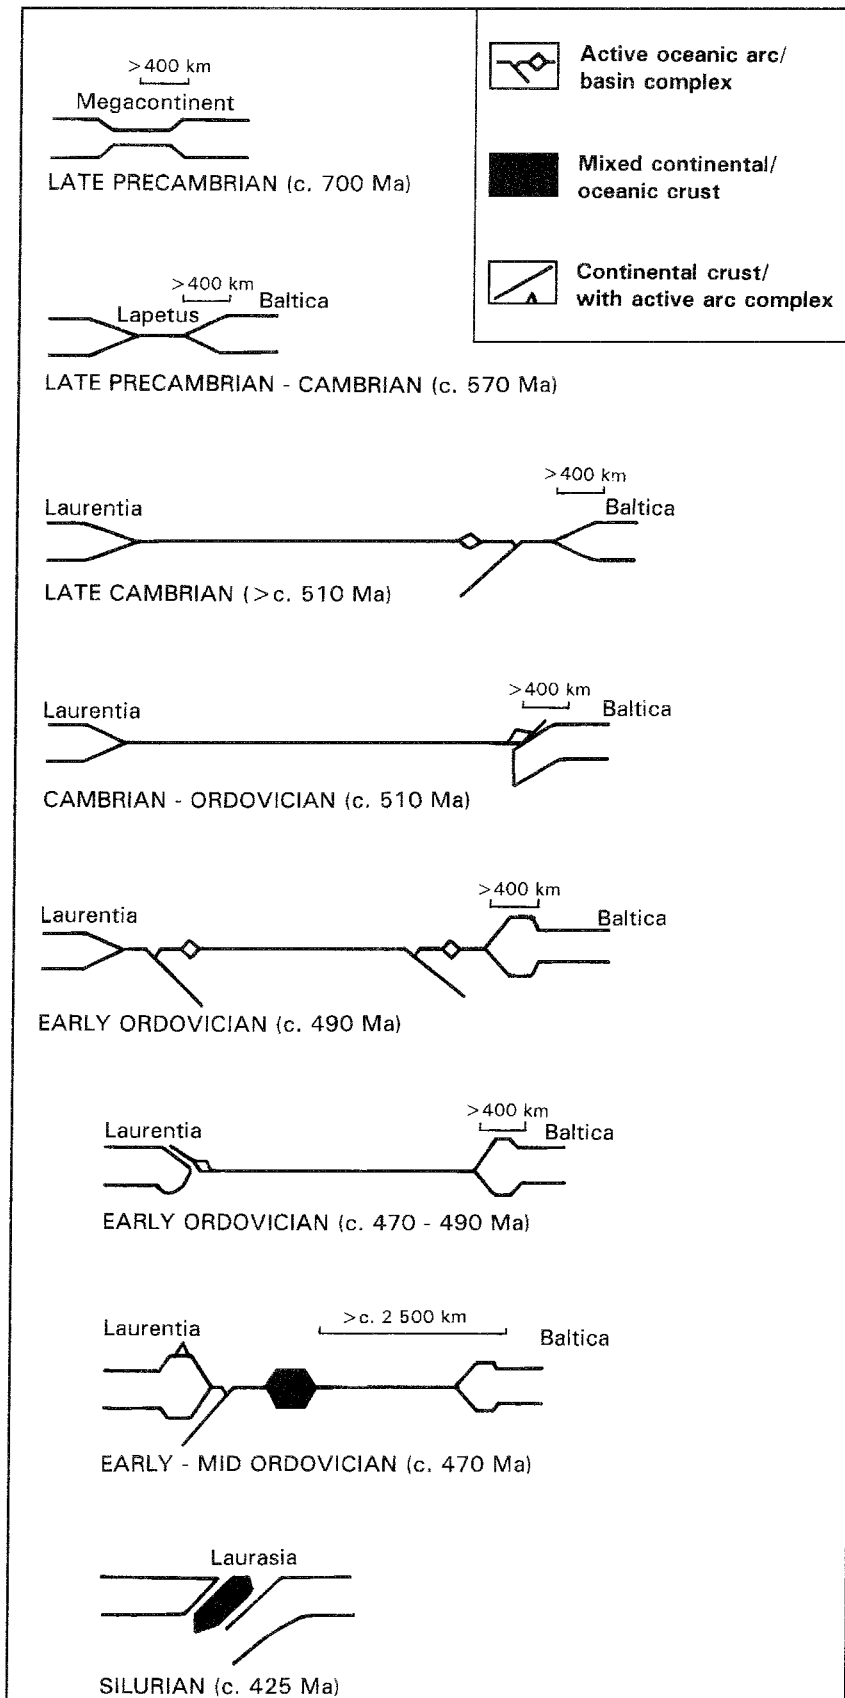 >400 km
Megacontinent
LATE PRECAMBRIAN (c. 700 Ma)
Active oceanic arc/
basin complex
Mixed continental/
oceanic crust
Continental crust/
with active arc complex
>400 km
Lapetus
Baltica
LATE PRECAMBRIAN - CAMBRIAN (c. 570 Ma)
>400 km
Laurentia
Baltica
LATE CAMBRIAN (>c. 510 Ma)
>400 km
Laurentia
Baltica
CAMBRIAN - ORDOVICIAN (c. 510 Ma)
>400 km
Laurentia
Baltica
EARLY ORDOVICIAN (c. 490 Ma)
>400 km
Laurentia
Baltica
EARLY ORDOVICIAN (c. 470 - 490 Ma)
>c. 2 500 km
Laurentia
Baltica
EARLY - MID ORDOVICIAN (c. 470 Ma)
Laurasia
SILURIAN (c. 425 Ma)